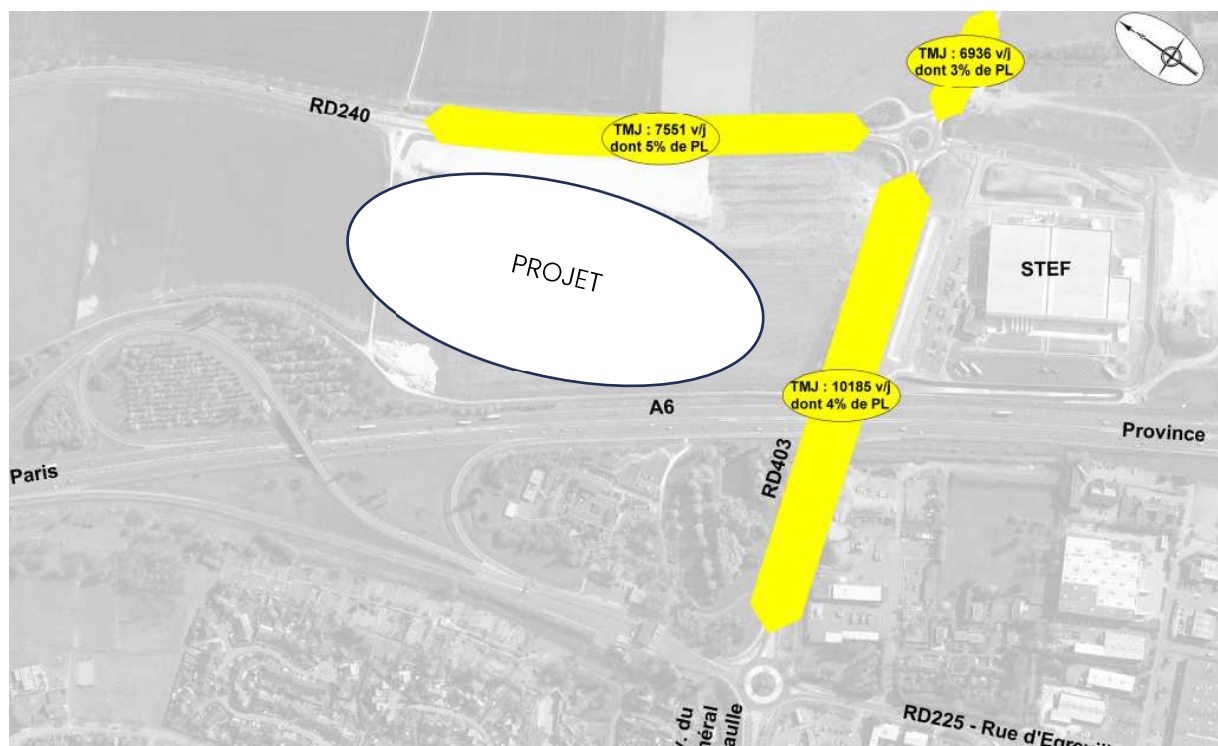 TMJ : 6936 v/j
dont 3% de PL
RD240
TMJ : 7551 v/j
dont 5% de PL
PROJET
STEF
TMJ : 10185 v/j
dont 4% de PL
A6
Province
Paris
RD403
RD225 - Rue d'Egrevill